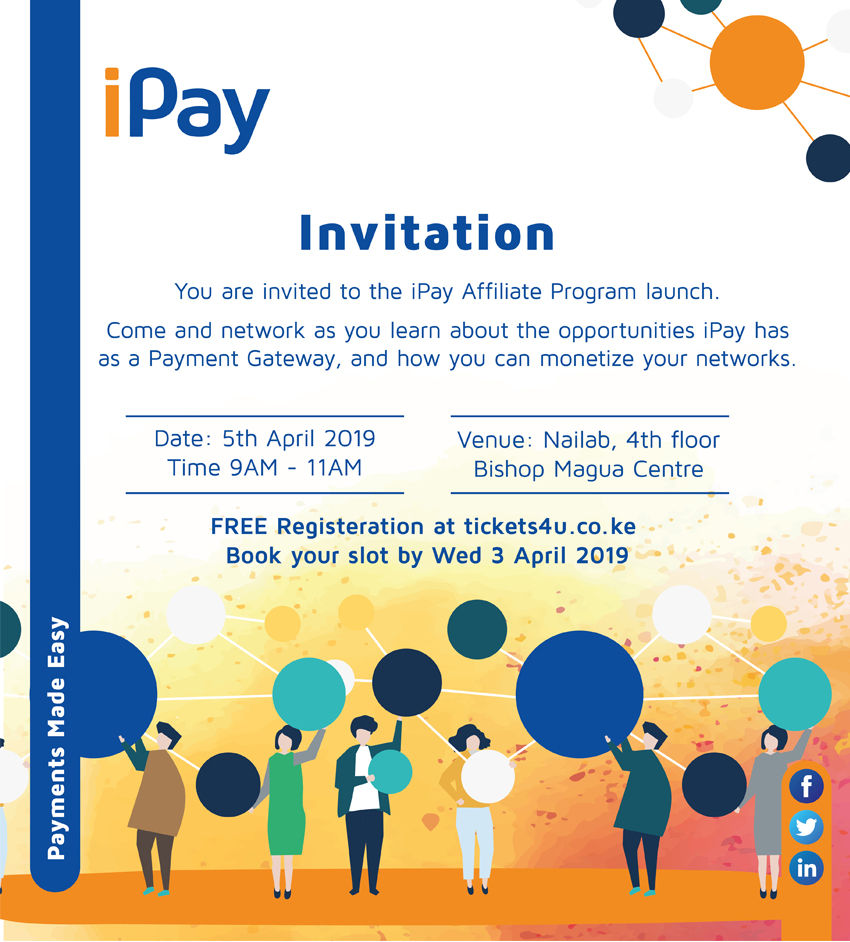 iPay
Invitation
You are invited to the iPay Affiliate Program launch.
Come and network as you learn about the opportunities iPay has
as a Payment Gateway, and how you can monetize your networks.
Date: 5th April 2019
Time 9AM - 11AM
Venue: Nailab, 4th floor
Bishop Magua Centre
FREE Registeration at tickets4u.co.ke
Book your slot by Wed 3 April 2019
Payments Made Easy
f
in